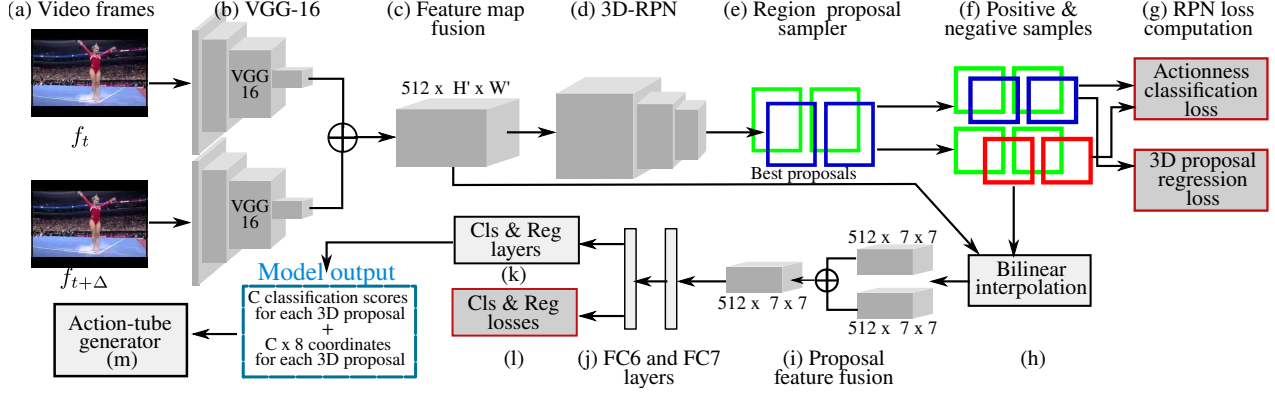 (a) Video frames
(b) VGG-16
(c) Feature map
fusion
(d) 3D-RPN
(e) Region proposal
sampler
(f) Positive &
negative samples
(g) RPN loss
computation
VGG
16
f_t
512 x H' x W'
Best proposals
Actionness
classification
loss
3D proposal
regression
loss
VGG
16
f_{t+Δ}
Model output
C classification scores
for each 3D proposal
+
C x 8 coordinates
for each 3D proposal
Action-tube
generator
(m)
Cls & Reg
layers
(k)
Cls & Reg
losses
(l)
(j) FC6 and FC7
layers
512 x 7 x 7
512 x 7 x 7
512 x 7 x 7
(i) Proposal
feature fusion
Bilinear
interpolation
(h)